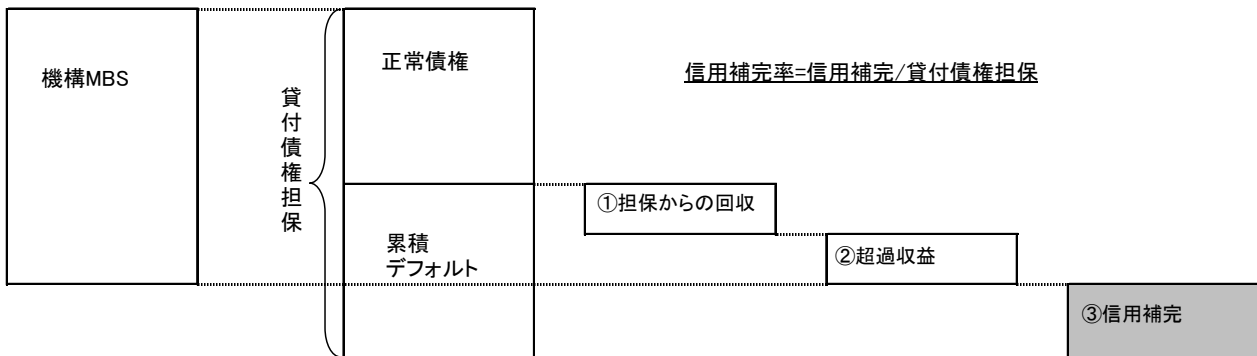 機構MBS
貸付債権担保
正常債権
信用補完率=信用補完/貸付債権担保
①担保からの回収
累積
デフォルト
②超過収益
③信用補完